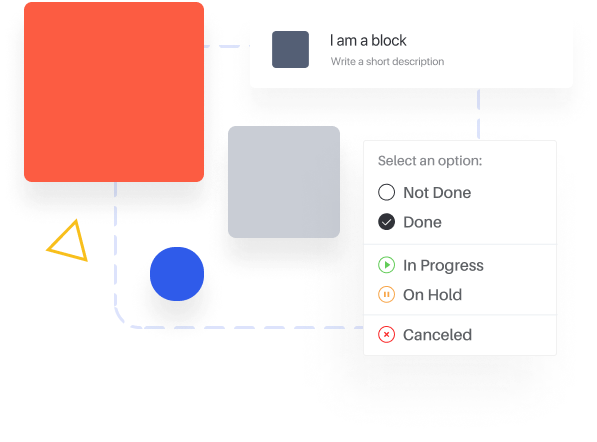 I am a block
Write a short description
Select an option:
Not Done
Done
In Progress
On Hold
Canceled